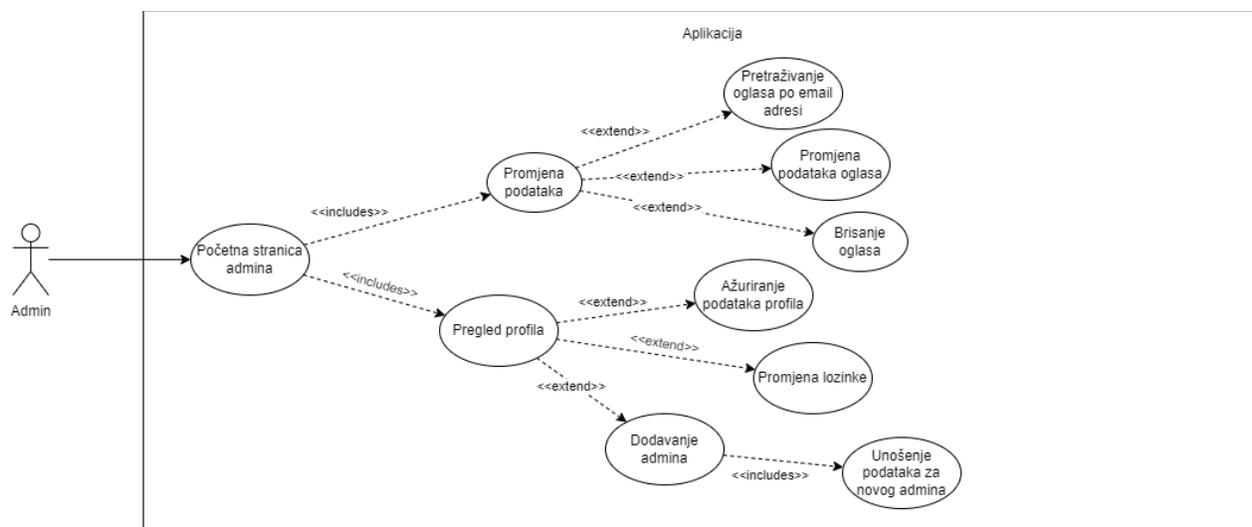 Aplikacija
Pretraživanje
oglasa po email
adresi
<<extend>>
Promjena
podataka oglasa
<<extend>>
Promjena
podataka
<<extend>>
Brisanje
oglasa
<<includes>>
Početna stranica
admina
Admin
<<includes>>
Ažuriranje
podataka profila
<<extend>>
Pregled profila
<<extend>>
Promjena lozinke
<<extend>>
Dodavanje
admina
<<includes>>
Unošenje
podataka za
novog admina